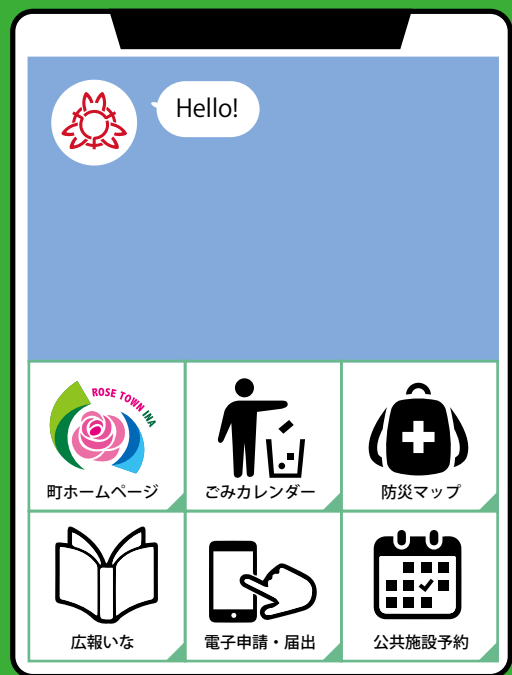 Hello!
ROSE TOWN INA
町ホームページ
ごみカレンダー
防災マップ
広報いな
電子申請・届出
公共施設予約